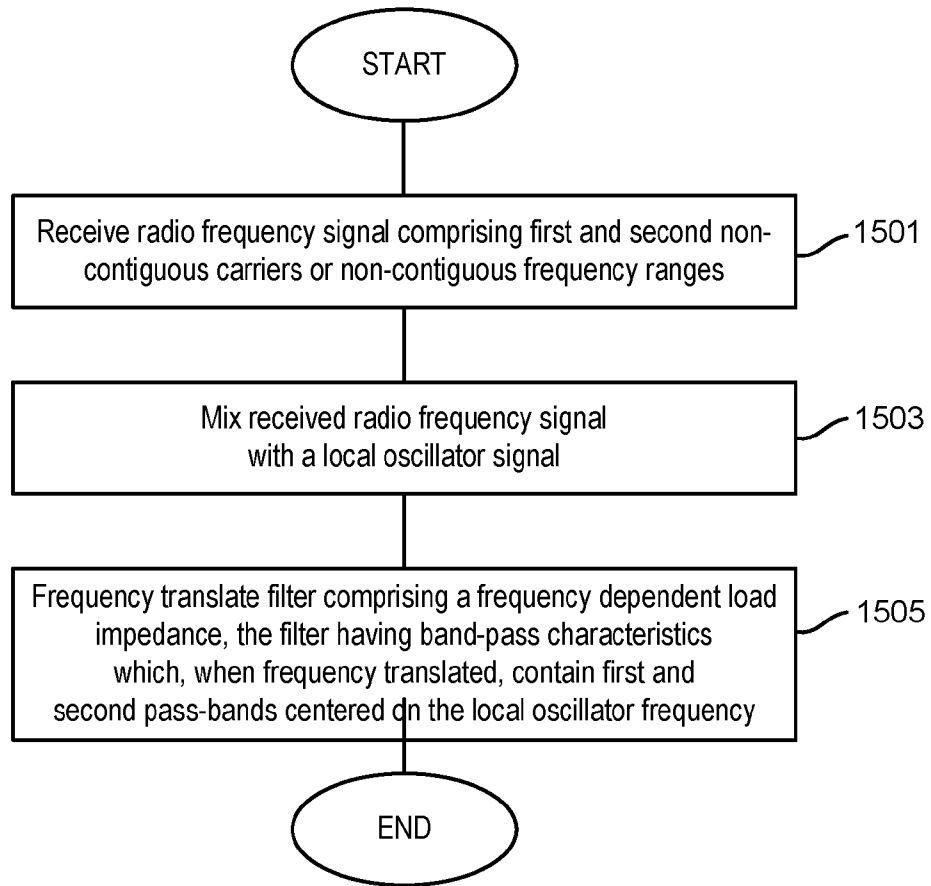 START
Receive radio frequency signal comprising first and second non-
contiguous carriers or non-contiguous frequency ranges
1501
Mix received radio frequency signal
with a local oscillator signal
1503
Frequency translate filter comprising a frequency dependent load
impedance, the filter having band-pass characteristics
which, when frequency translated, contain first and
second pass-bands centered on the local oscillator frequency
1505
END